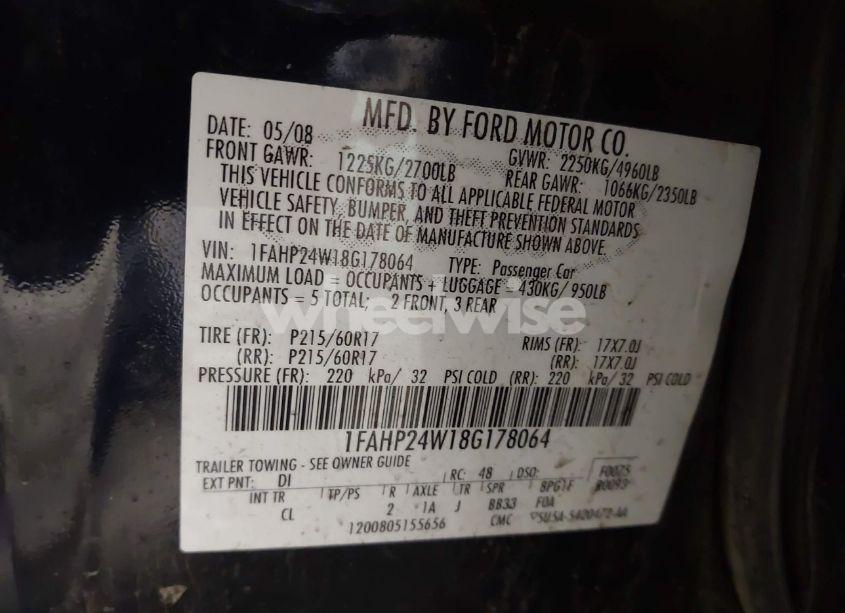 MFD. BY FORD MOTOR CO.
DATE: 05/08 GVWR: 2250KG/4960LB
FRONT GAWR: 1225KG/2700LB REAR GAWR: 1066KG/2350LB
THIS VEHICLE CONFORMS TO ALL APPLICABLE FEDERAL MOTOR
VEHICLE SAFETY, BUMPER, AND THEFT PREVENTION STANDARDS
IN EFFECT ON THE DATE OF MANUFACTURE SHOWN ABOVE
VIN: 1FAHP24W18G178064 TYPE: Passenger Car
MAXIMUM LOAD = OCCUPANTS + LUGGAGE = 430KG/ 950LB
OCCUPANTS = 5 TOTAL; 2 FRONT, 3 REAR
wheelwise
TIRE (FR): P215/60R17 RIMS (FR): 17X7.0J
(RR): P215/60R17 (RR): 17X7.0J
PRESSURE (FR): 220 kPa/ 32 PSI COLD (RR): 220 kPa/ 32 PSI COLD
1FAHP24W18G178064
TRAILER TOWING - SEE OWNER GUIDE
EXT PNT: DI RC: 48 DSO: F0025
R0093
INT TR TP/PS R AXLE TR SPR BPG1F
CL 2 1A J BB33 FOA
1200805155656 CMC